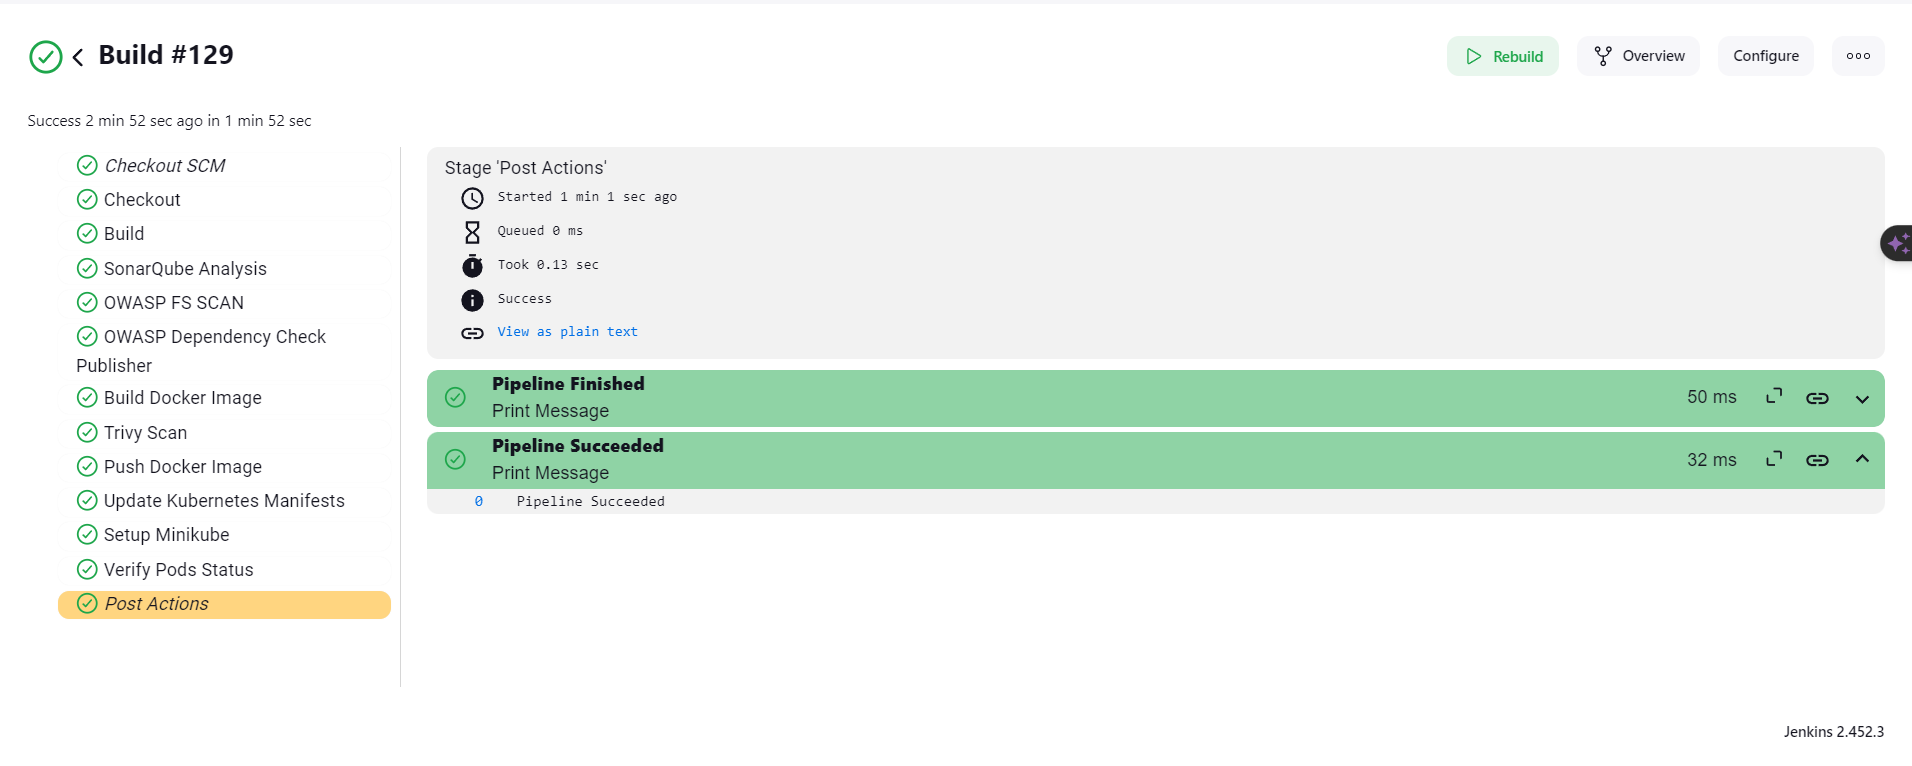 Build #129
Rebuild
Overview
Configure
Success 2 min 52 sec ago in 1 min 52 sec
Checkout SCM
Checkout
Build
SonarQube Analysis
OWASP FS SCAN
OWASP Dependency Check
Publisher
Build Docker Image
Trivy Scan
Push Docker Image
Update Kubernetes Manifests
Setup Minikube
Verify Pods Status
Post Actions
Stage 'Post Actions'
Started 1 min 1 sec ago
Queued 0 ms
Took 0.13 sec
Success
View as plain text
Pipeline Finished
Print Message
50 ms
Pipeline Succeeded
Print Message
32 ms
0 Pipeline Succeeded
Jenkins 2.452.3